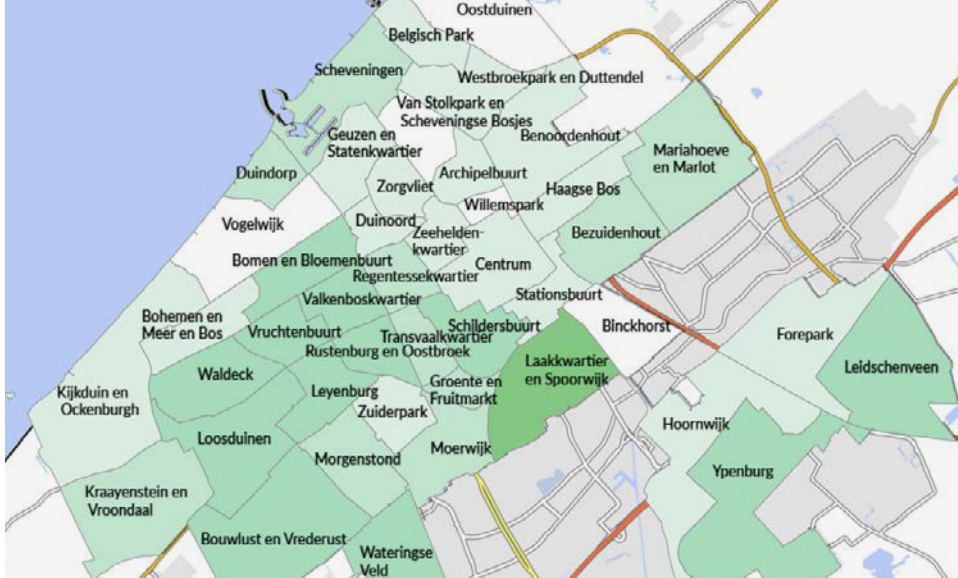 Oostduinen
Belgisch Park
Scheveningen
Westbroekpark en Duttendel
Van Stolkpark en
Scheveningse Bosjes
Geuzen en
Statenkwartier
Benoordenhout
Mariahoeve
en Marlot
Duindorp
Zorgvliet
Archipelbuurt
Haagse Bos
Willemspark
Vogelwijk
Duinoord
Zeehelden-
kwartier
Bezuidenhout
Bomen en Bloemenbuurt
Regentessekwartier
Centrum
Valkenboskwartier
Stationsbuurt
Bohemen en
Meer en Bos
Vruchtenbuurt
Schildersbuurt
Binckhorst
Transvaalkwartier
Forepark
Rustenburg en Oostbroek
Laakkwartier
en Spoorwijk
Leidschenveen
Waldeck
Kijkduin en
Ockenburgh
Leyenburg
Groente en
Fruitmarkt
Zuiderpark
Hoornwijk
Loosduinen
Moerwijk
Morgenstond
Ypenburg
Kraayenstein en
Vroondaal
Bouwlust en Vrederust
Wateringse
Veld